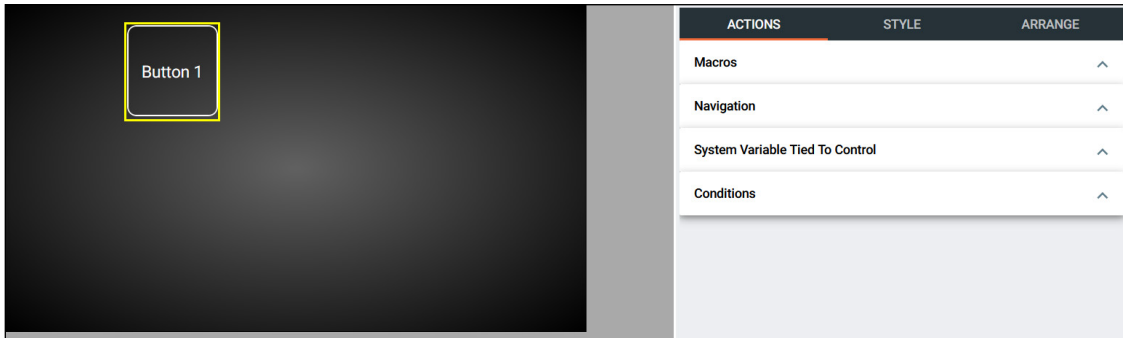 Button 1
ACTIONS STYLE ARRANGE
Macros
Navigation
System Variable Tied To Control
Conditions